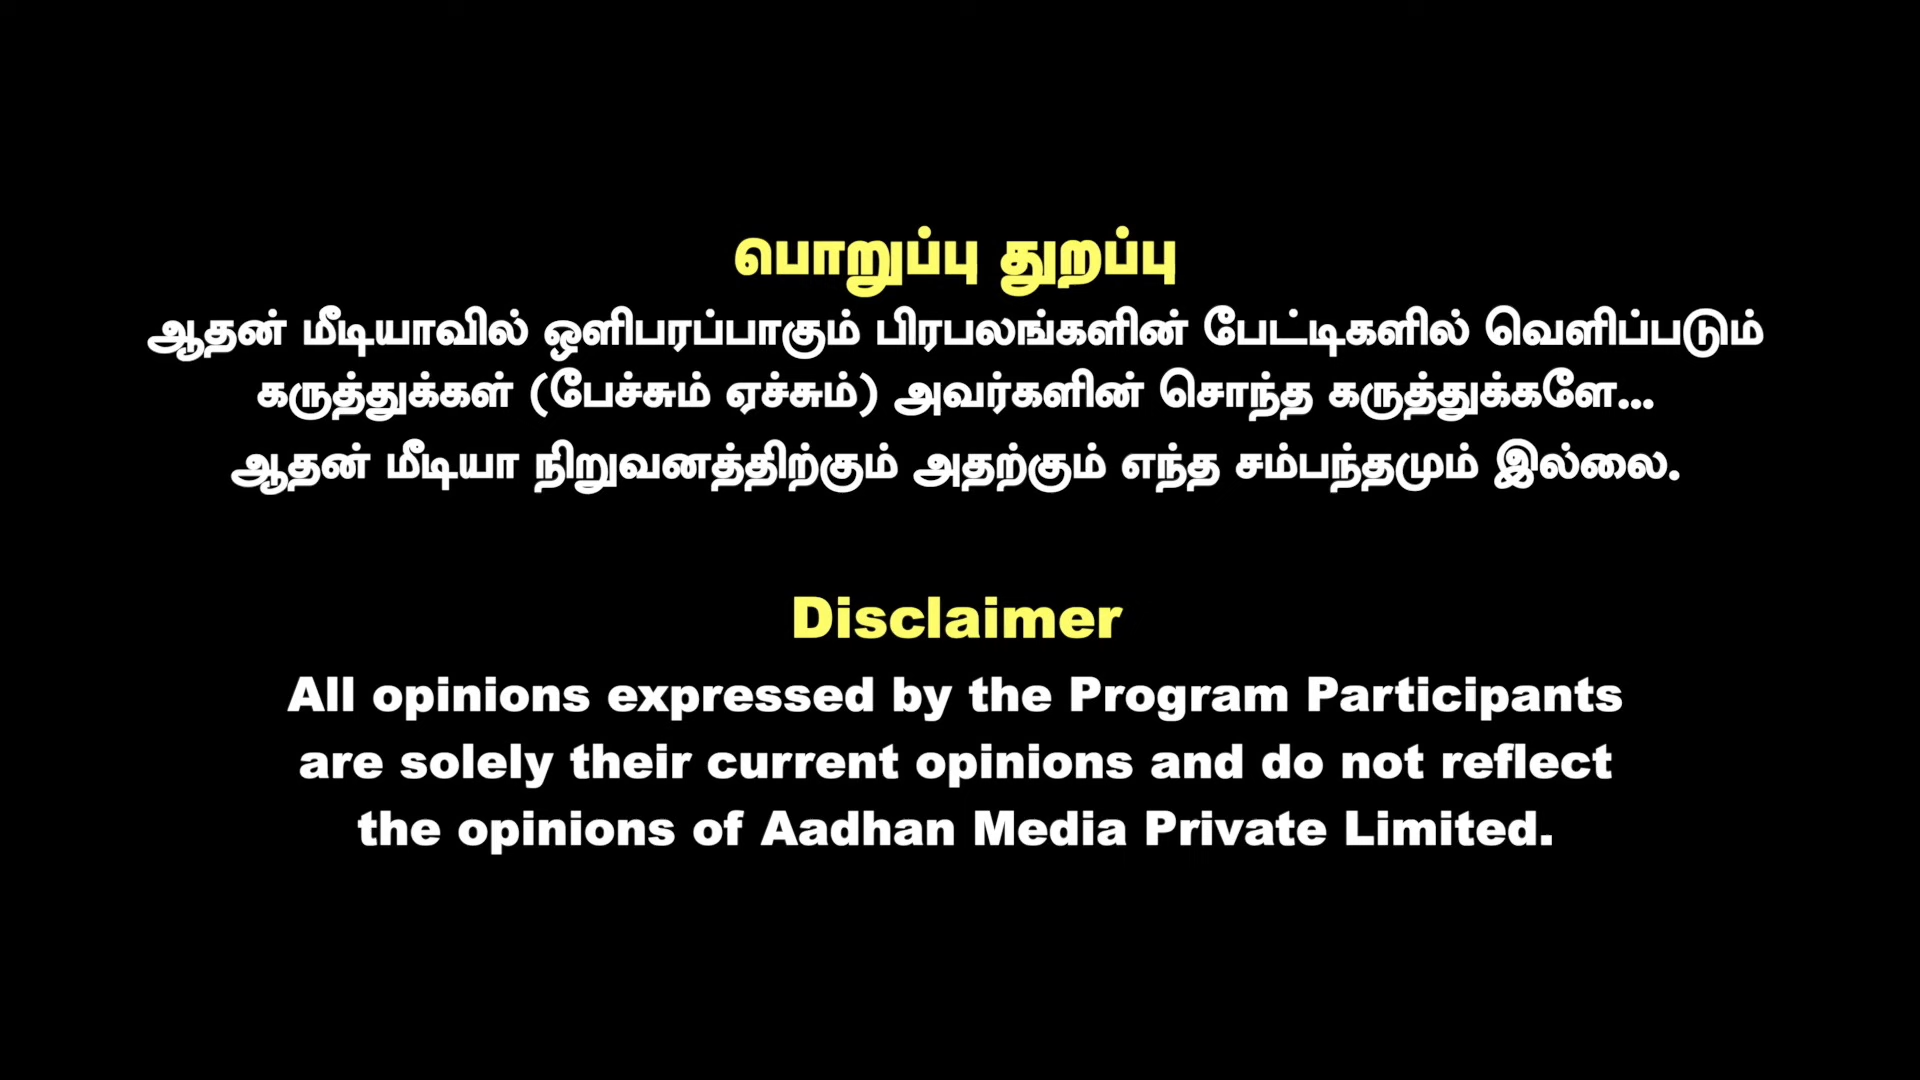 பொறுப்பு துறப்பு
ஆதன் மீடியாவில் ஒளிபரப்பாகும் பிரபலங்களின் பேட்டிகளில் வெளிப்படும்
கருத்துக்கள் (பேச்சும் ஏச்சும்) அவர்களின் சொந்த கருத்துக்களே...
ஆதன் மீடியா நிறுவனத்திற்கும் அதற்கும் எந்த சம்பந்தமும் இல்லை.
Disclaimer
All opinions expressed by the Program Participants
are solely their current opinions and do not reflect
the opinions of Aadhan Media Private Limited.